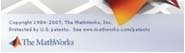 Copyright 1984-2007, The MathWorks, Inc.
Protected by U.S. patents. See www.mathworks.com/patents
The MathWorks